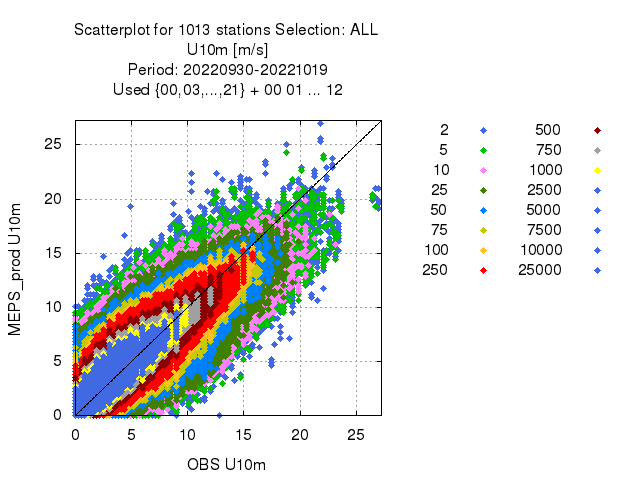 Scatterplot for 1013 stations Selection: ALL
U10m [m/s]
Period: 20220930-20221019
Used {00,03,...,21} + 00 01 ... 12
25
20
15
10
5
0
MEPS_prod U10m
0 5 10 15 20 25
OBS U10m
2 500
5 750
10 1000
25 2500
50 5000
75 7500
100 10000
250 25000